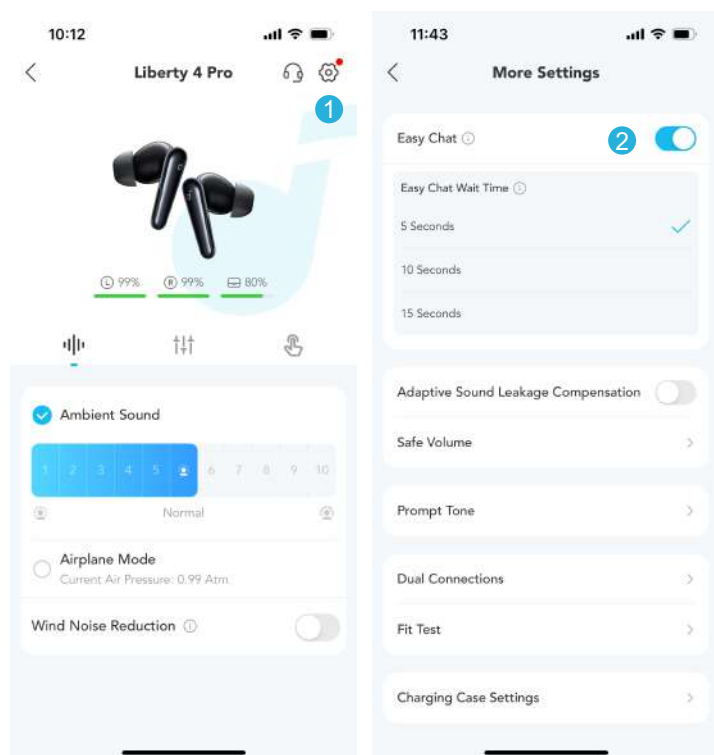 10:12
Liberty 4 Pro
1
L 99% R 99% 80%
Ambient Sound
1 2 3 4 5 6 7 8 9 10
Normal
Airplane Mode
Current Air Pressure: 0.99 Atm
Wind Noise Reduction
11:43
More Settings
Easy Chat
2
Easy Chat Wait Time
5 Seconds
10 Seconds
15 Seconds
Adaptive Sound Leakage Compensation
Safe Volume
Prompt Tone
Dual Connections
Fit Test
Charging Case Settings